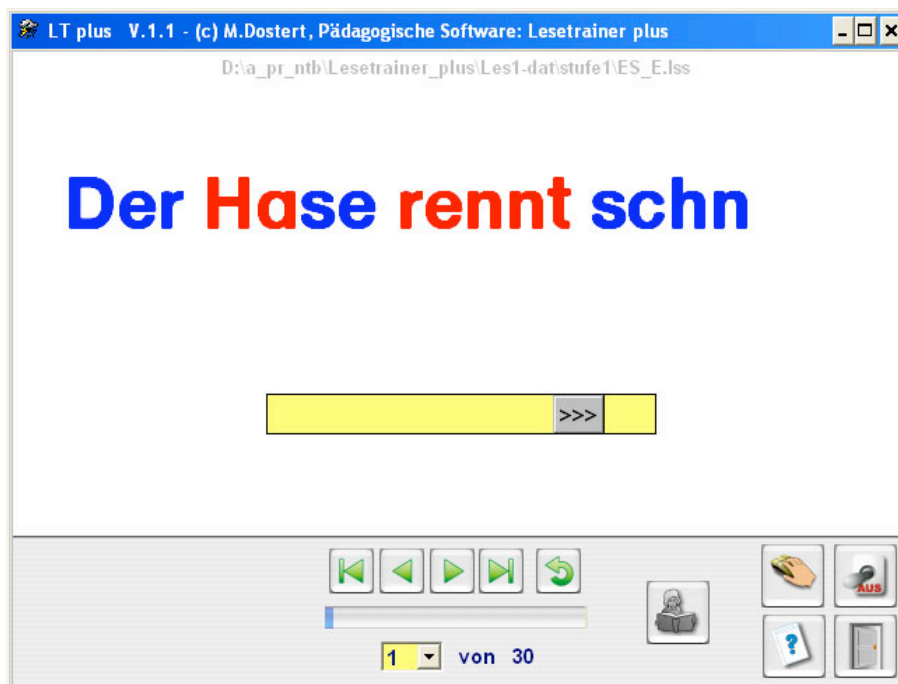 LT plus V.1.1 - (c) M.Dostert, Pädagogische Software: Lesetrainer plus
D:\a_pr_ntb\Lesetrainer_plus\Les1-dat\stufe1\ES_E.lss
Der Hase rennt schn
>>>
AUS
?
1 von 30